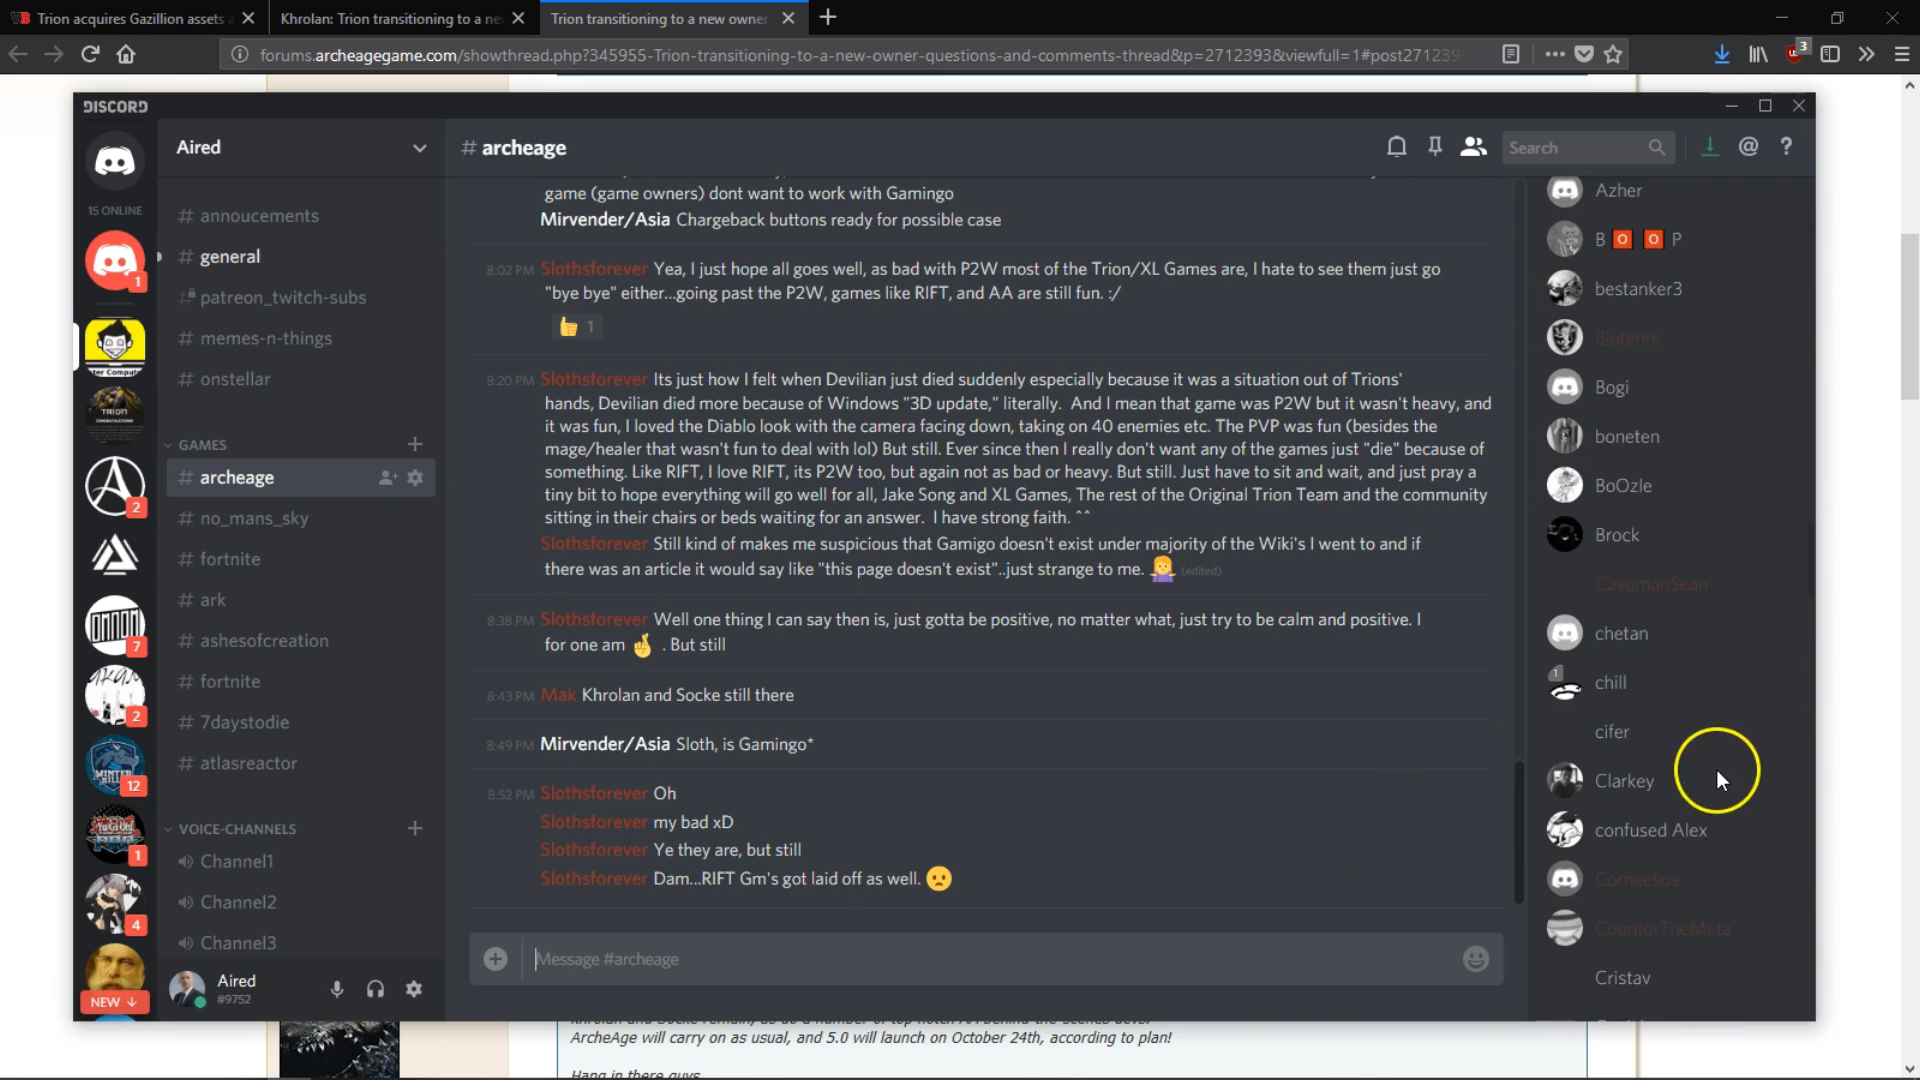 Trion acquires Gazillion assets a
Khrolan: Trion transitioning to a ne
Trion transitioning to a new owner
forums.archeagegame.com/showthread.php?345955-Trion-transitioning-to-a-new-owner-questions-and-comments-thread&p=2712393&viewfull=1#post271239
3
DISCORD
Aired
# archeage
Search
15 ONLINE
1
# annoucements
# general
# patreon_twitch-subs
# memes-n-things
# onstellar
TRION
GAMES
# archeage
2
# no_mans_sky
# fortnite
# ark
# ashesofcreation
7
# fortnite
2
# 7daystodie
# atlasreactor
12
VOICE-CHANNELS
1
Channel1
Channel2
4
Channel3
NEW
Aired
#9752
game (game owners) dont want to work with Gamingo
Mirvender/Asia Chargeback buttons ready for possible case
8:02 PM Slothsforever Yea, I just hope all goes well, as bad with P2W most of the Trion/XL Games are, I hate to see them just go
"bye bye" either...going past the P2W, games like RIFT, and AA are still fun. :/
1
8:20 PM Slothsforever Its just how I felt when Devilian just died suddenly especially because it was a situation out of Trions'
hands, Devilian died more because of Windows "3D update," literally. And I mean that game was P2W but it wasn't heavy, and
it was fun, I loved the Diablo look with the camera facing down, taking on 40 enemies etc. The PVP was fun (besides the
mage/healer that wasn't fun to deal with lol) But still. Ever since then I really don't want any of the games just "die" because of
something. Like RIFT, I love RIFT, its P2W too, but again not as bad or heavy. But still. Just have to sit and wait, and just pray a
tiny bit to hope everything will go well for all, Jake Song and XL Games, The rest of the Original Trion Team and the community
sitting in their chairs or beds waiting for an answer. I have strong faith. ^^
Slothsforever Still kind of makes me suspicious that Gamigo doesn't exist under majority of the Wiki's I went to and if
there was an article it would say like "this page doesn't exist"..just strange to me. (edited)
8:38 PM Slothsforever Well one thing I can say then is, just gotta be positive, no matter what, just try to be calm and positive. I
for one am . But still
8:43 PM Mak Khrolan and Socke still there
8:49 PM Mirvender/Asia Sloth, is Gamingo*
8:52 PM Slothsforever Oh
Slothsforever my bad xD
Slothsforever Ye they are, but still
Slothsforever Dam...RIFT Gm's got laid off as well.
Message #archeage
Azher
B O O P
bestanker3
Blutehre
Bogi
boneten
BoOzle
Brock
CavemanSean
chetan
chill
cifer
Clarkey
confused Alex
Corneelius
CounterTheMeta
Cristav
ArcheAge will carry on as usual, and 5.0 will launch on October 24th, according to plan!
Hang in there guys